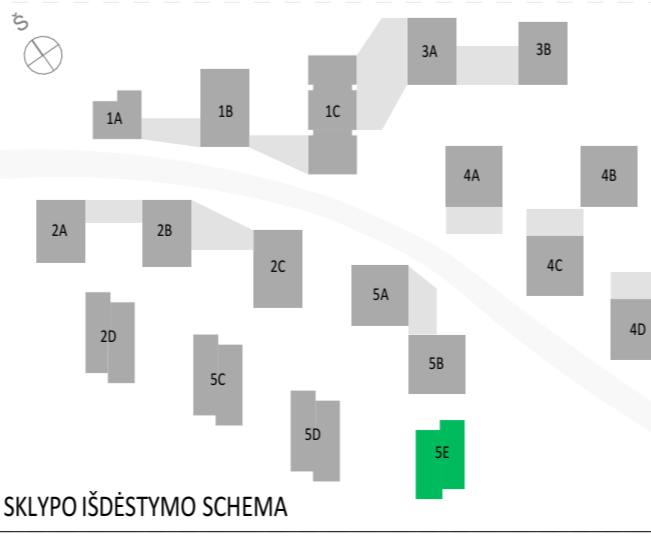 Š
3A
3B
1A
1B
1C
4A
4B
2A
2B
2C
4C
5A
4D
2D
5B
5C
5D
5E
SKLYPO IŠDĖSTYMO SCHEMA